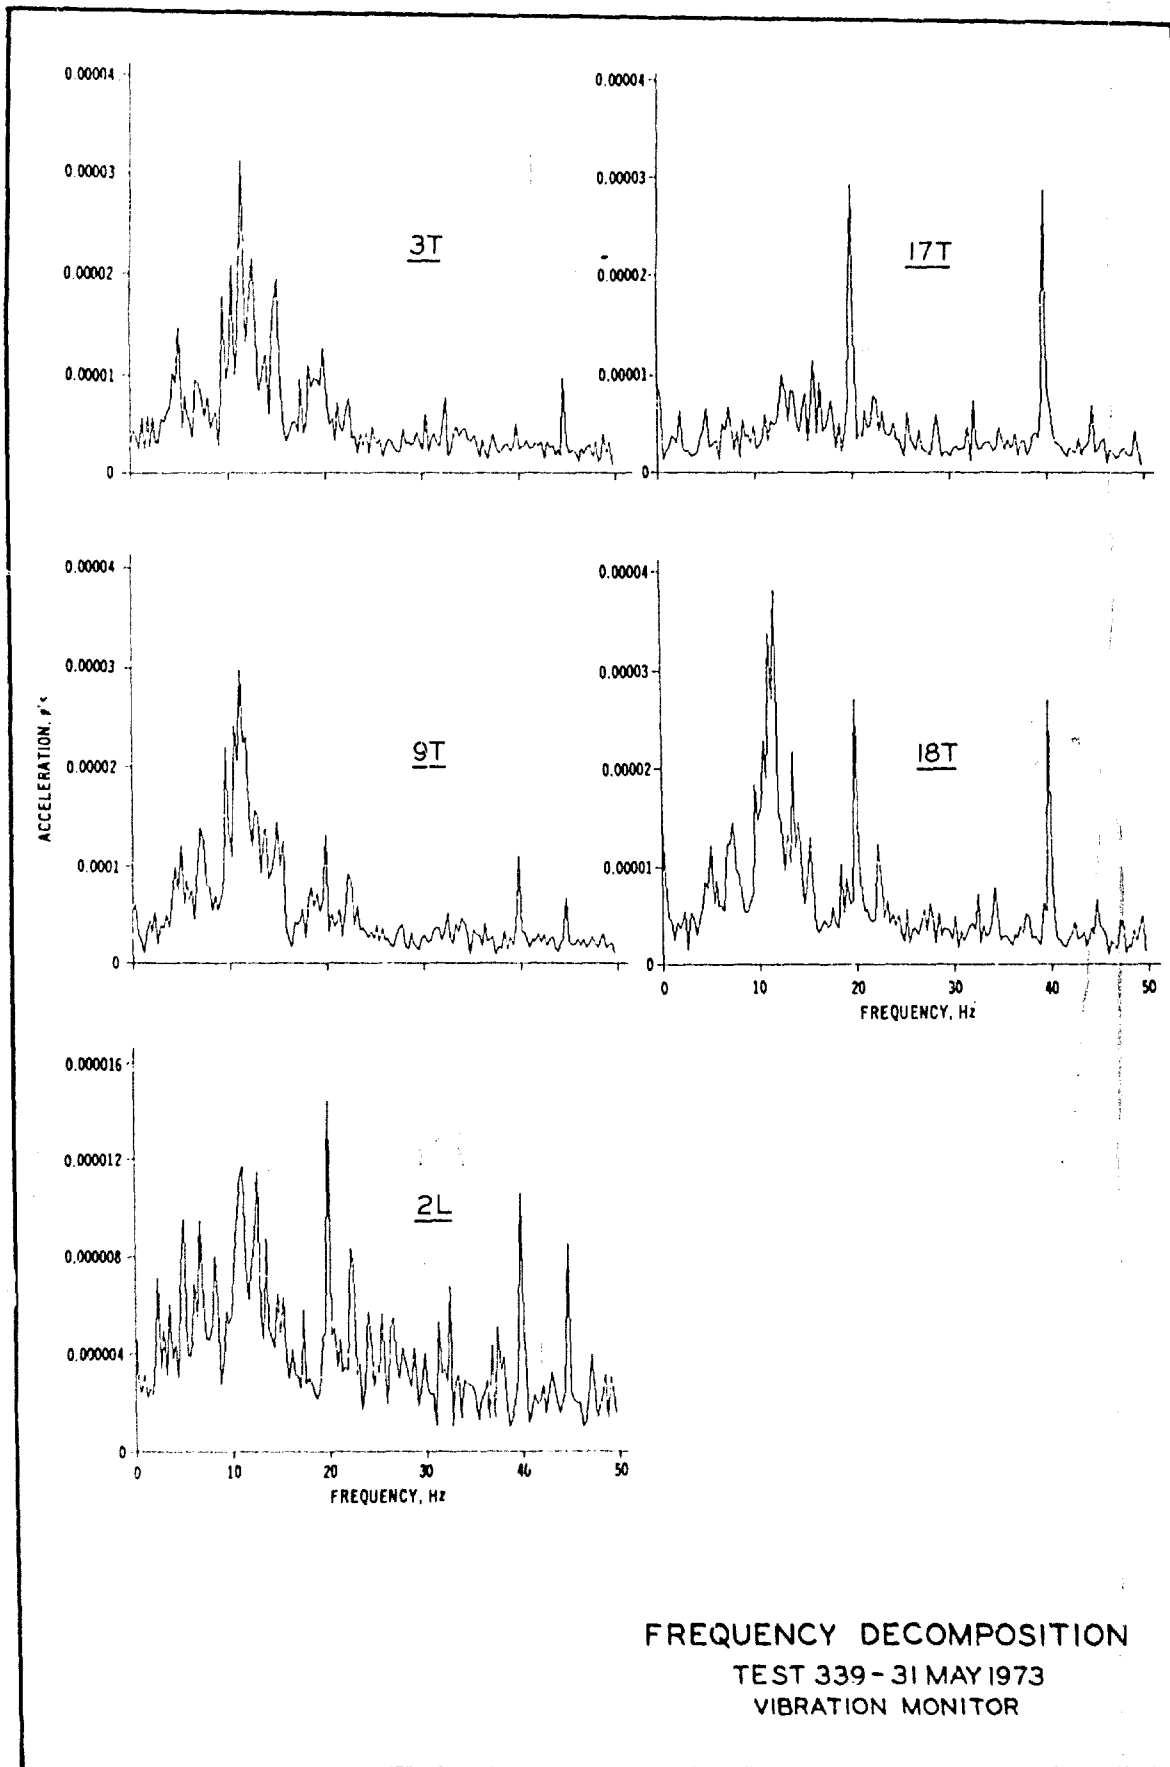 0.00004
0.00003
0.00002
0.00001
0
3T
0.00004
0.00003
0.00002
0.00001
0
17T
ACCELERATION, g's
0.00004
0.00003
0.00002
0.0001
0
9T
0.00004
0.00003
0.00002
0.00001
0
18T
0 10 20 30 40 50
FREQUENCY, Hz
0.000016
0.000012
0.000008
0.000004
0
2L
0 10 20 30 40 50
FREQUENCY, Hz
FREQUENCY DECOMPOSITION
TEST 339-31 MAY 1973
VIBRATION MONITOR